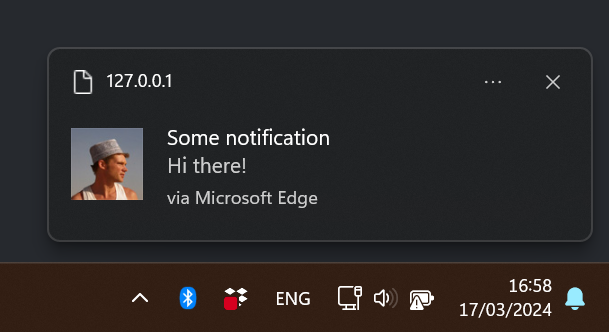 127.0.0.1
Some notification
Hi there!
via Microsoft Edge
ENG
16:58
17/03/2024